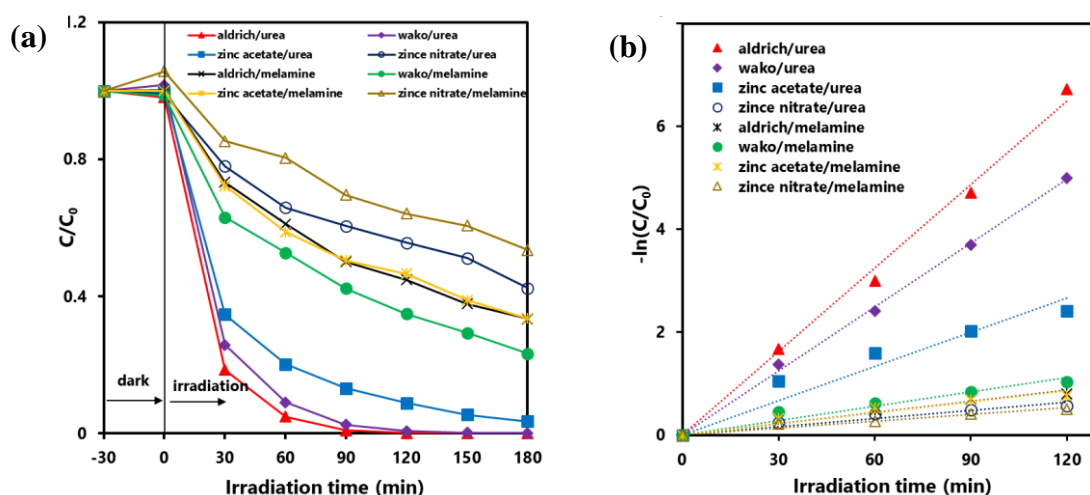 (a)
1.2
aldrich/urea wako/urea
zinc acetate/urea zince nitrate/urea
aldrich/melamine wako/melamine
zinc acetate/melamine zince nitrate/melamine
0.8
C/C0
0.4
dark irradiation
0
-30 0 30 60 90 120 150 180
Irradiation time (min)
(b)
8
aldrich/urea
wako/urea
zinc acetate/urea
zince nitrate/urea
aldrich/melamine
wako/melamine
zinc acetate/melamine
zince nitrate/melamine
6
-ln(C/C0)
4
2
0
0 30 60 90 120
Irradiation time (min)